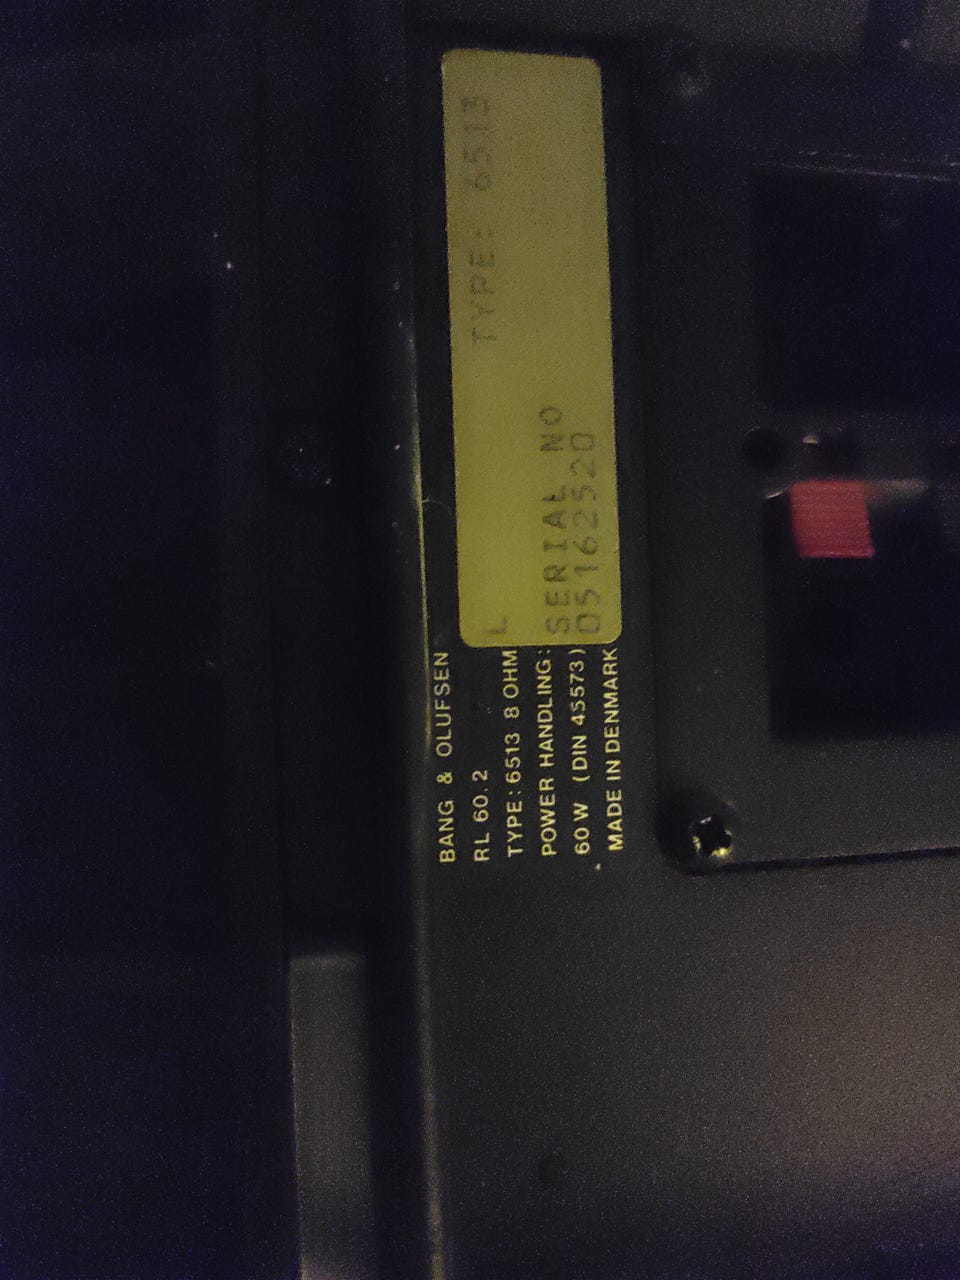 BANG & OLUFSEN
RL 60.2
TYPE: 6513 8 OHM
POWER HANDLING:
60 W (DIN 45573)
MADE IN DENMARK
L TYPE: 6513
SERIAL NO
05162520